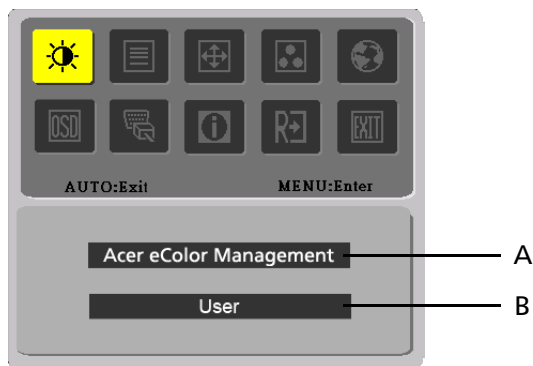 OSD
i
R
EXIT
AUTO:Exit MENU:Enter
Acer eColor Management A
User B